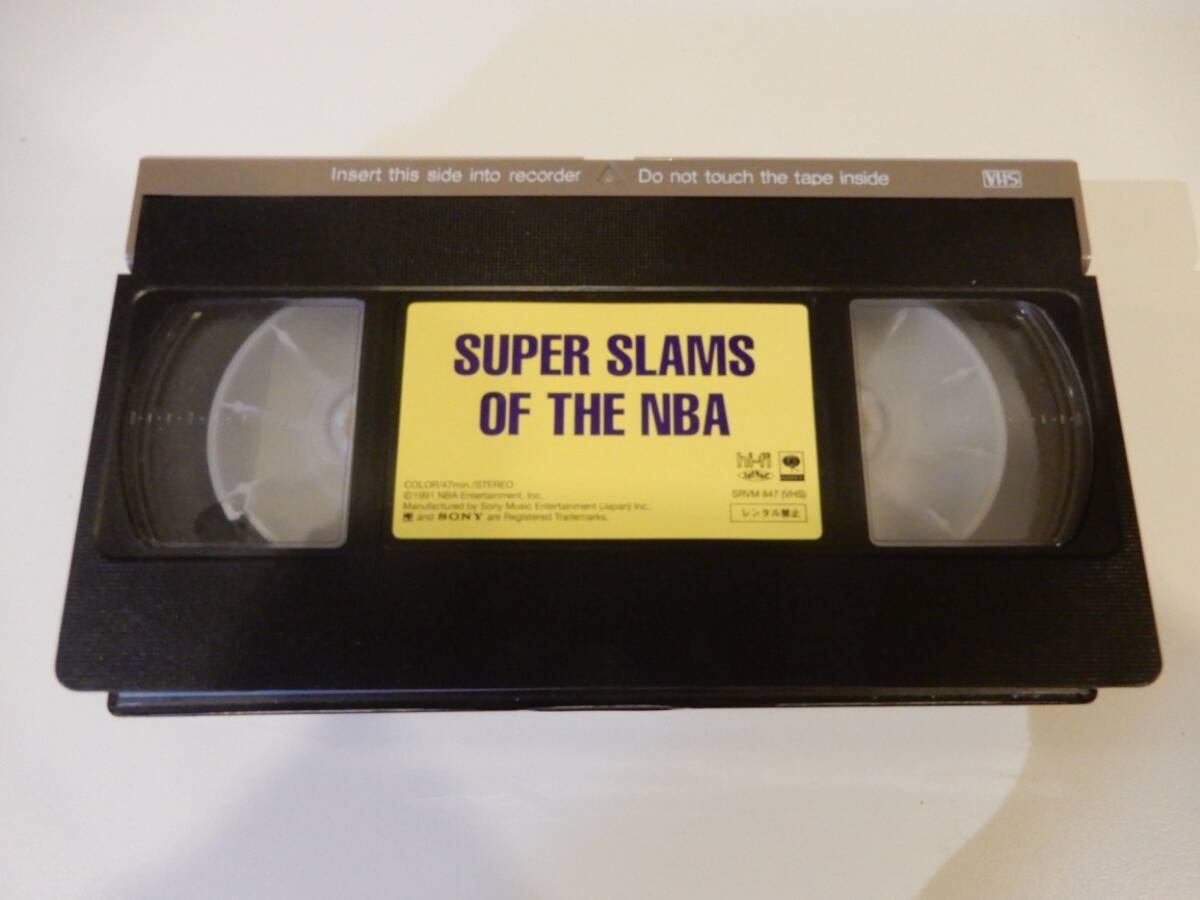 Insert this side into recorder △ Do not touch the tape inside VHS
SUPER SLAMS
OF THE NBA
hi-fi
COLOR/47min./STEREO
©1991 NBA Entertainment, Inc.
Manufactured by Sony Music Entertainment (Japan) Inc.
and SONY are Registered Trademarks.
SRVM 847 (VHS)
レンタル禁止